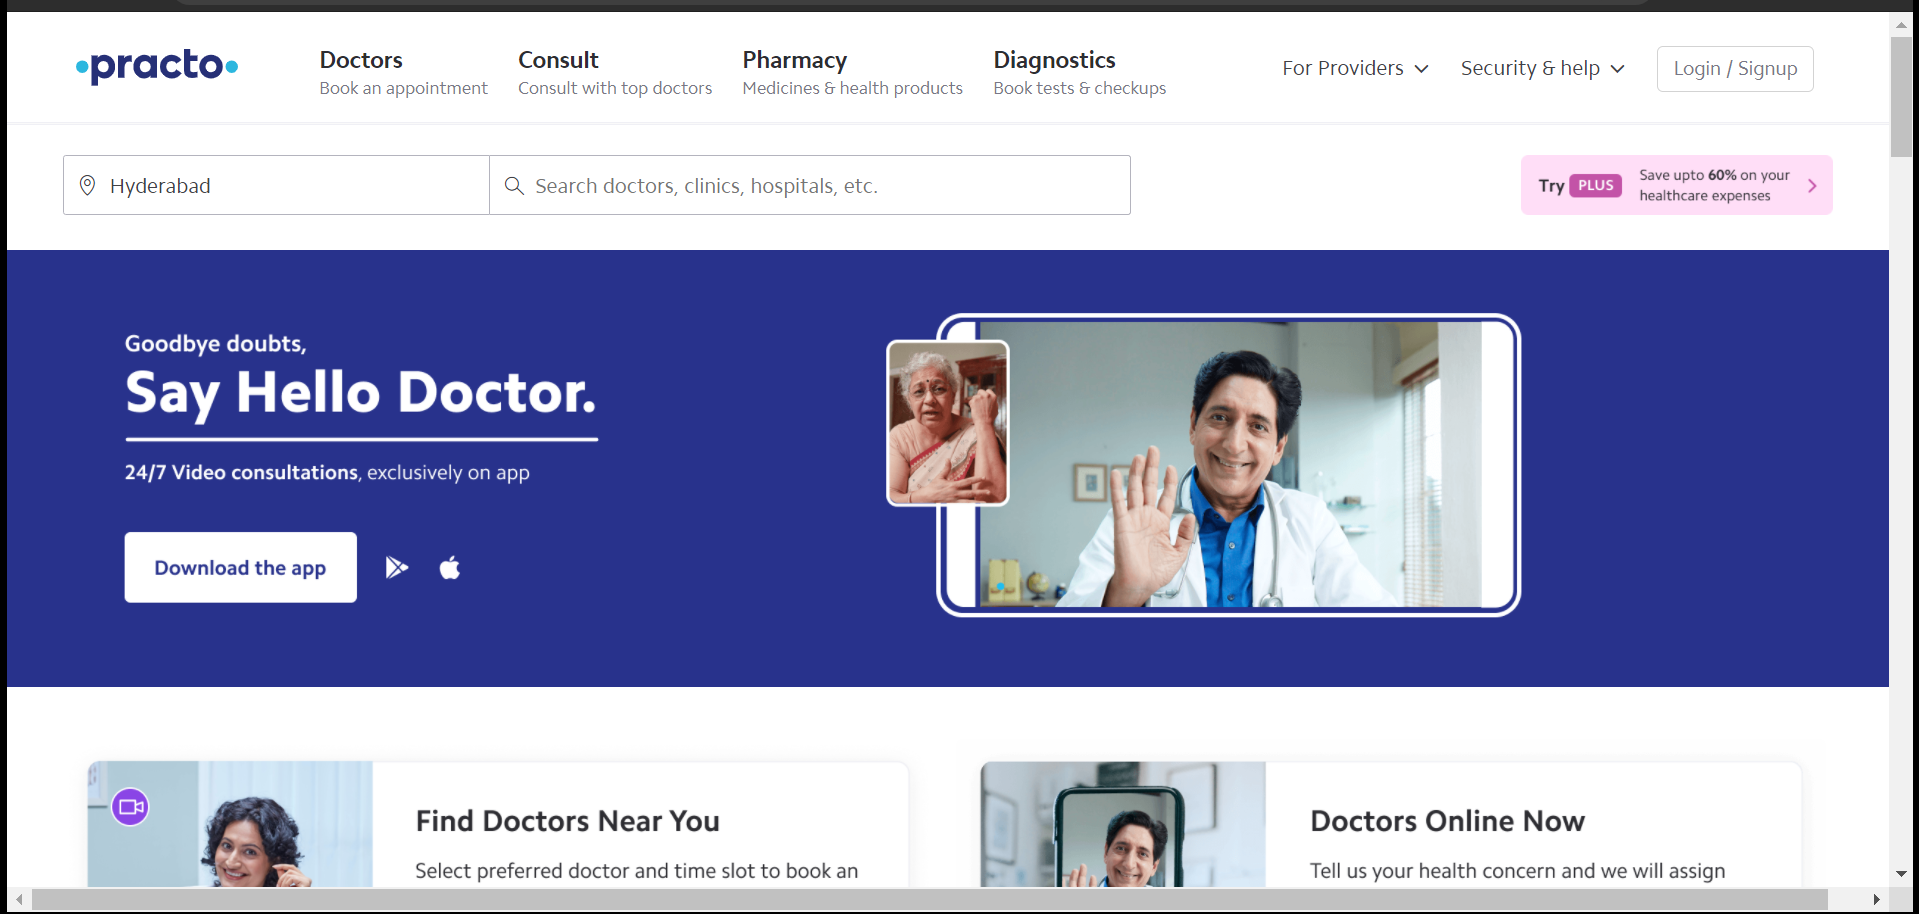 practo
Doctors
Book an appointment
Consult
Consult with top doctors
Pharmacy
Medicines & health products
Diagnostics
Book tests & checkups
For Providers
Security & help
Login / Signup
Hyderabad
Search doctors, clinics, hospitals, etc.
Try PLUS
Save upto 60% on your
healthcare expenses
Goodbye doubts,
Say Hello Doctor.
24/7 Video consultations, exclusively on app
Download the app
Find Doctors Near You
Select preferred doctor and time slot to book an
Doctors Online Now
Tell us your health concern and we will assign